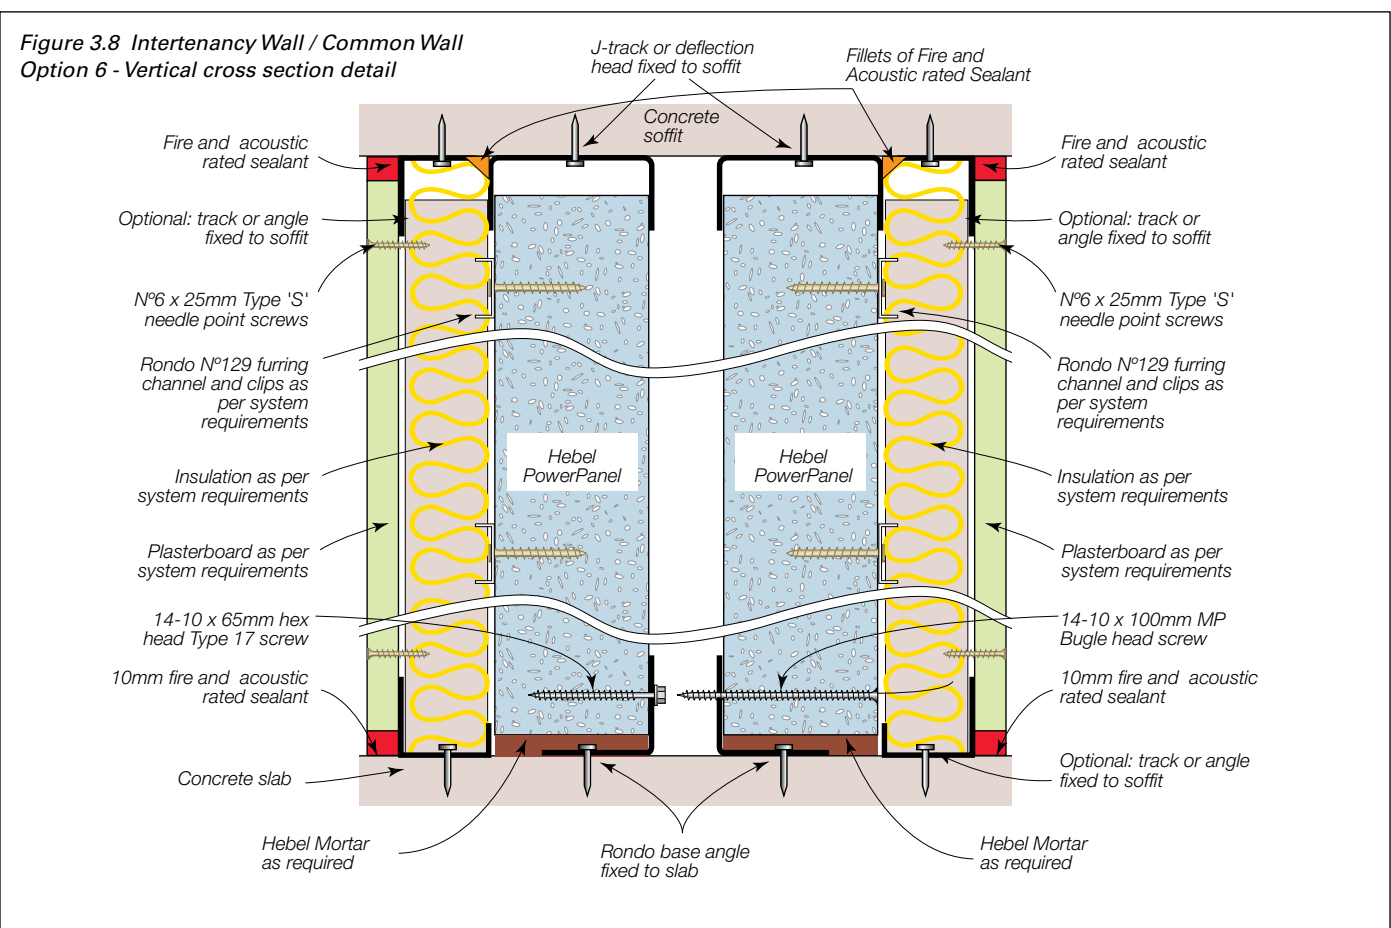 Figure 3.8 Intertenancy Wall / Common Wall
Option 6 - Vertical cross section detail
J-track or deflection
head fixed to soffit
Fillets of Fire and
Acoustic rated Sealant
Concrete
soffit
Fire and acoustic
rated sealant
Optional: track or angle
fixed to soffit
Nº6 x 25mm Type 'S'
needle point screws
Rondo Nº129 furring
channel and clips as
per system
requirements
Insulation as per
system requirements
Plasterboard as per
system requirements
14-10 x 65mm hex
head Type 17 screw
10mm fire and acoustic
rated sealant
Concrete slab
Hebel Mortar
as required
Hebel
PowerPanel
Hebel
PowerPanel
Rondo base angle
fixed to slab
Fire and acoustic
rated sealant
Optional: track or
angle fixed to soffit
Nº6 x 25mm Type 'S'
needle point screws
Rondo Nº129 furring
channel and clips as
per system
requirements
Insulation as per
system requirements
Plasterboard as per
system requirements
14-10 x 100mm MP
Bugle head screw
10mm fire and acoustic
rated sealant
Optional: track or angle
fixed to soffit
Hebel Mortar
as required